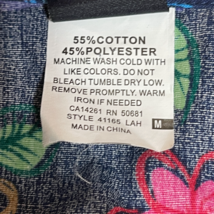 55%COTTON
45%POLYESTER
MACHINE WASH COLD WITH
LIKE COLORS. DO NOT
BLEACH TUMBLE DRY LOW.
REMOVE PROMPTLY. WARM
IRON IF NEEDED
CA14261 RN 50681
STYLE 41165 LAH
MADE IN CHINA
M